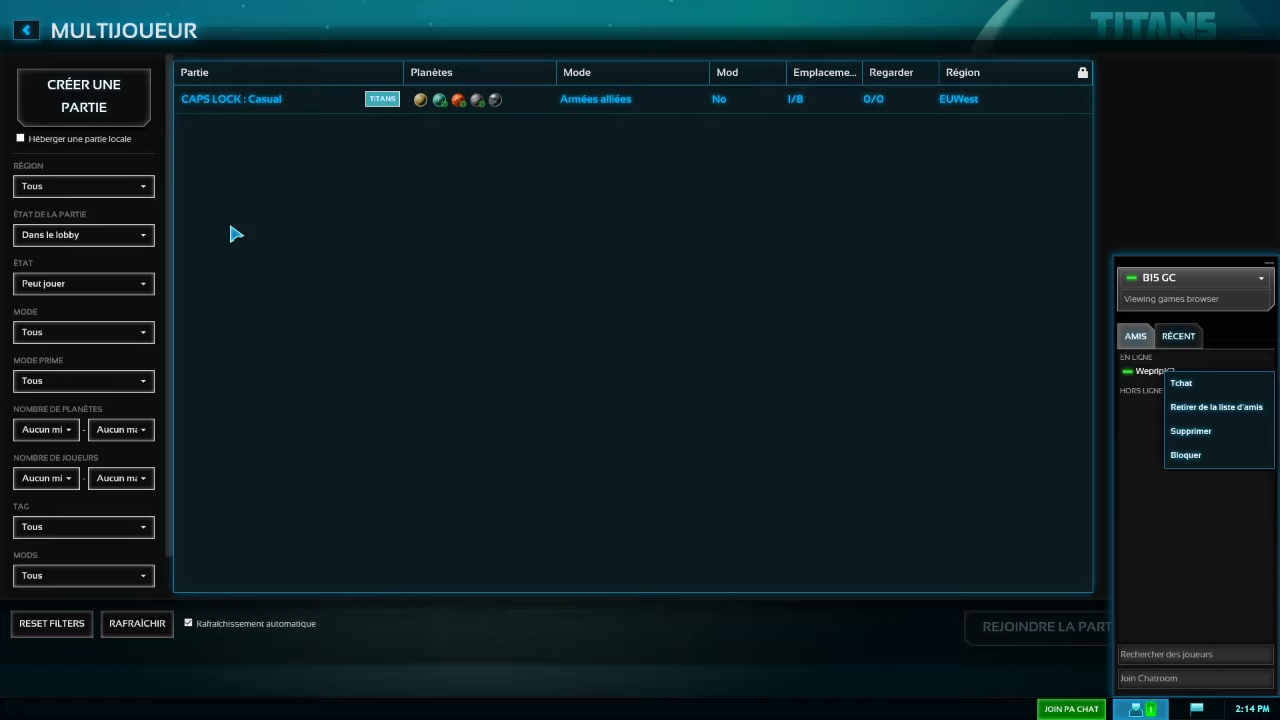 MULTIJOUEUR
TITANS
CRÉER UNE
PARTIE
Héberger une partie locale
RÉGION
Tous
ÉTAT DE LA PARTIE
Dans le lobby
ÉTAT
Peut jouer
MODE
Tous
MODE PRIME
Tous
NOMBRE DE PLANÈTES
Aucun mi - Aucun ma
NOMBRE DE JOUEURS
Aucun mi - Aucun ma
TAG
Tous
MODS
Tous
Partie Planètes Mode Mod Emplaceme... Regarder Région
CAPS LOCK : Casual TITANS Armées alliées No 1/8 0/0 EUWest
RESET FILTERS RAFRAÎCHIR Rafraîchissement automatique
REJOINDRE LA PART
B15 GC
Viewing games browser
AMIS RÉCENT
EN LIGNE
HORS LIGNE
Tchat
Retirer de la liste d'amis
Supprimer
Bloquer
Rechercher des joueurs
Join Chatroom
JOIN PA CHAT 1 2:14 PM